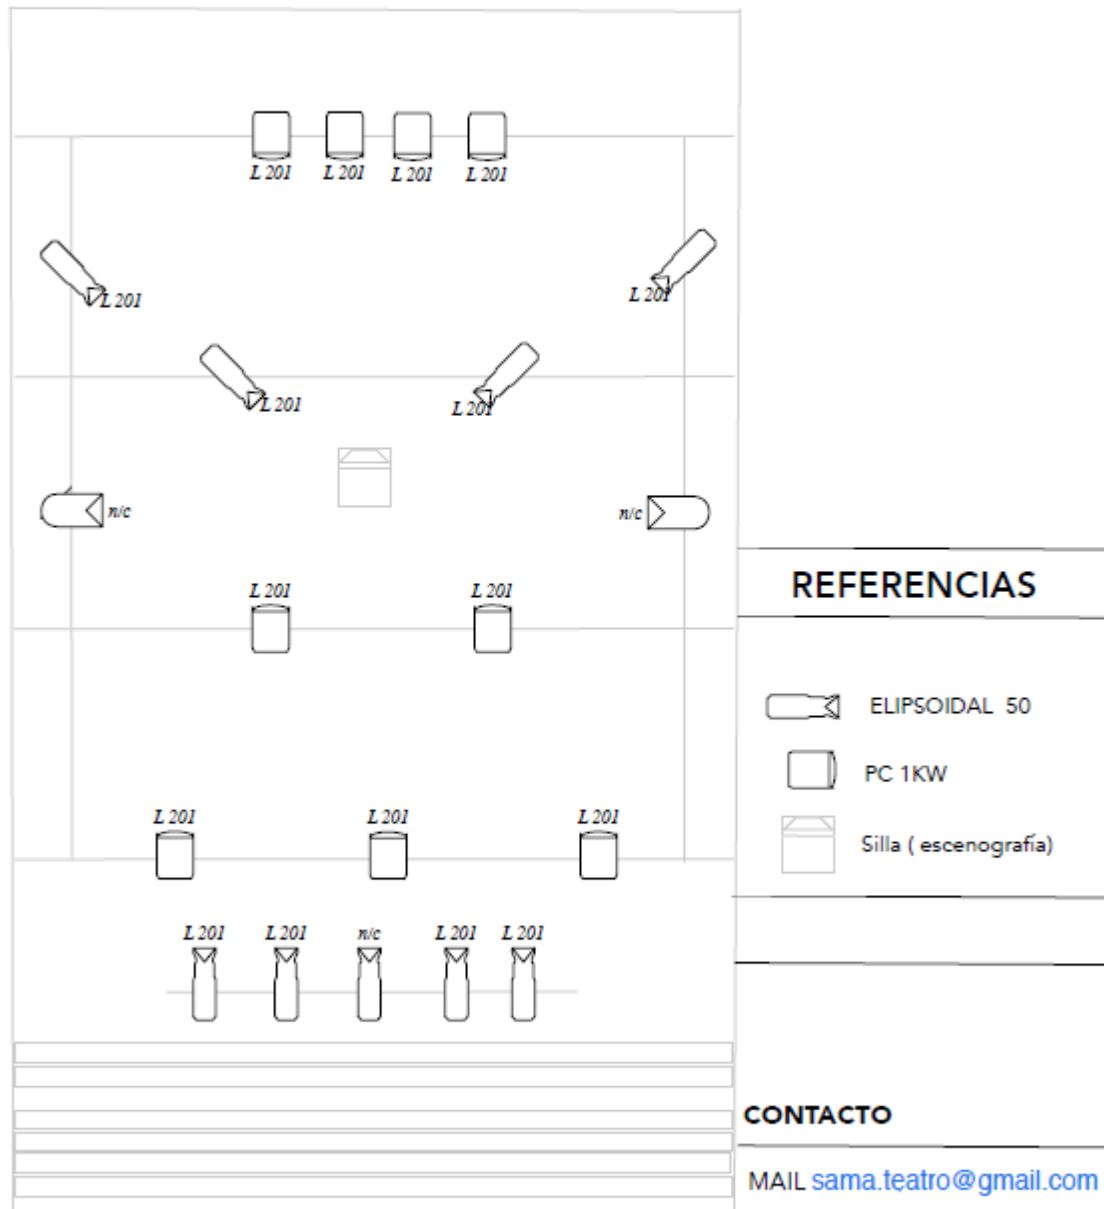 L 201 L 201 L 201 L 201
L 201 L 201
L 201 L 201
n/c n/c
L 201 L 201
L 201 L 201 L 201
L 201 L 201 n/c L 201 L 201
REFERENCIAS
ELIPSOIDAL 50
PC 1KW
Silla ( escenografía)
CONTACTO
MAIL sama.teatro@gmail.com